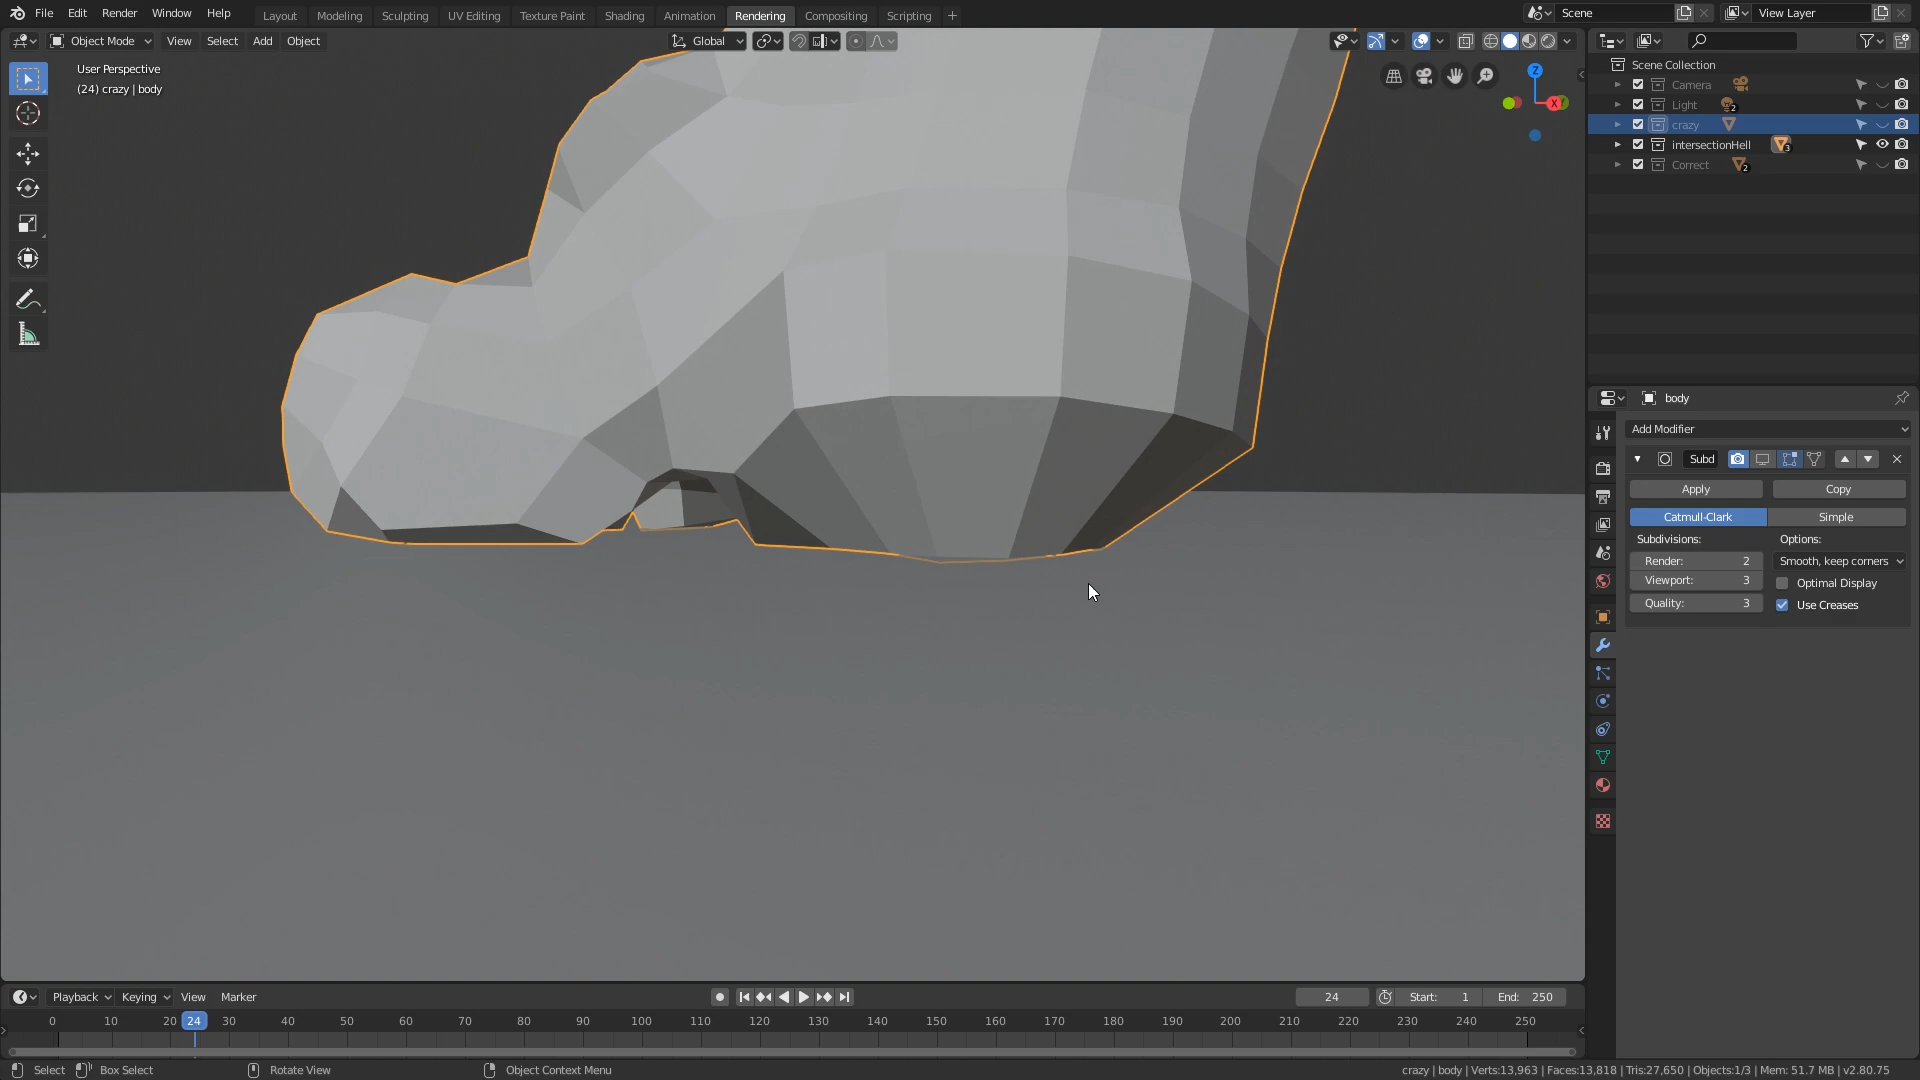 File Edit Render Window Help Layout Modeling Sculpting UV Editing Texture Paint Shading Animation Rendering Compositing Scripting + Scene View Layer
Object Mode View Select Add Object Global
User Perspective
(24) crazy | body
Z
X
Y
Scene Collection
Camera
Light 2
crazy
intersectionHell 3
Correct 2
body
Add Modifier
Subd
Apply Copy
Catmull-Clark Simple
Subdivisions: Options:
Render: 2 Smooth, keep corners
Viewport: 3 Optimal Display
Quality: 3 Use Creases
Playback Keying View Marker 24 Start: 1 End: 250
0 10 20 24 30 40 50 60 70 80 90 100 110 120 130 140 150 160 170 180 190 200 210 220 230 240 250
Select Box Select Rotate View Object Context Menu crazy | body | Verts:13,963 | Faces:13,818 | Tris:27,650 | Objects:1/3 | Mem: 51.7 MB | v2.80.75